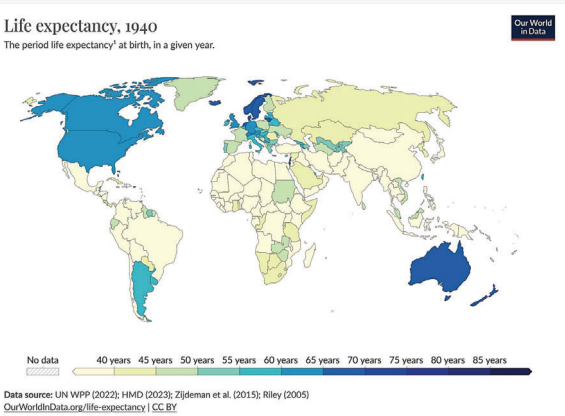 Life expectancy, 1940
The period life expectancy¹ at birth, in a given year.
Our World
in Data
No data
40 years 45 years 50 years 55 years 60 years 65 years 70 years 75 years 80 years 85 years
Data source: UN WPP (2022); HMD (2023); Zijdeman et al. (2015); Riley (2005)
OurWorldInData.org/life-expectancy | CC BY